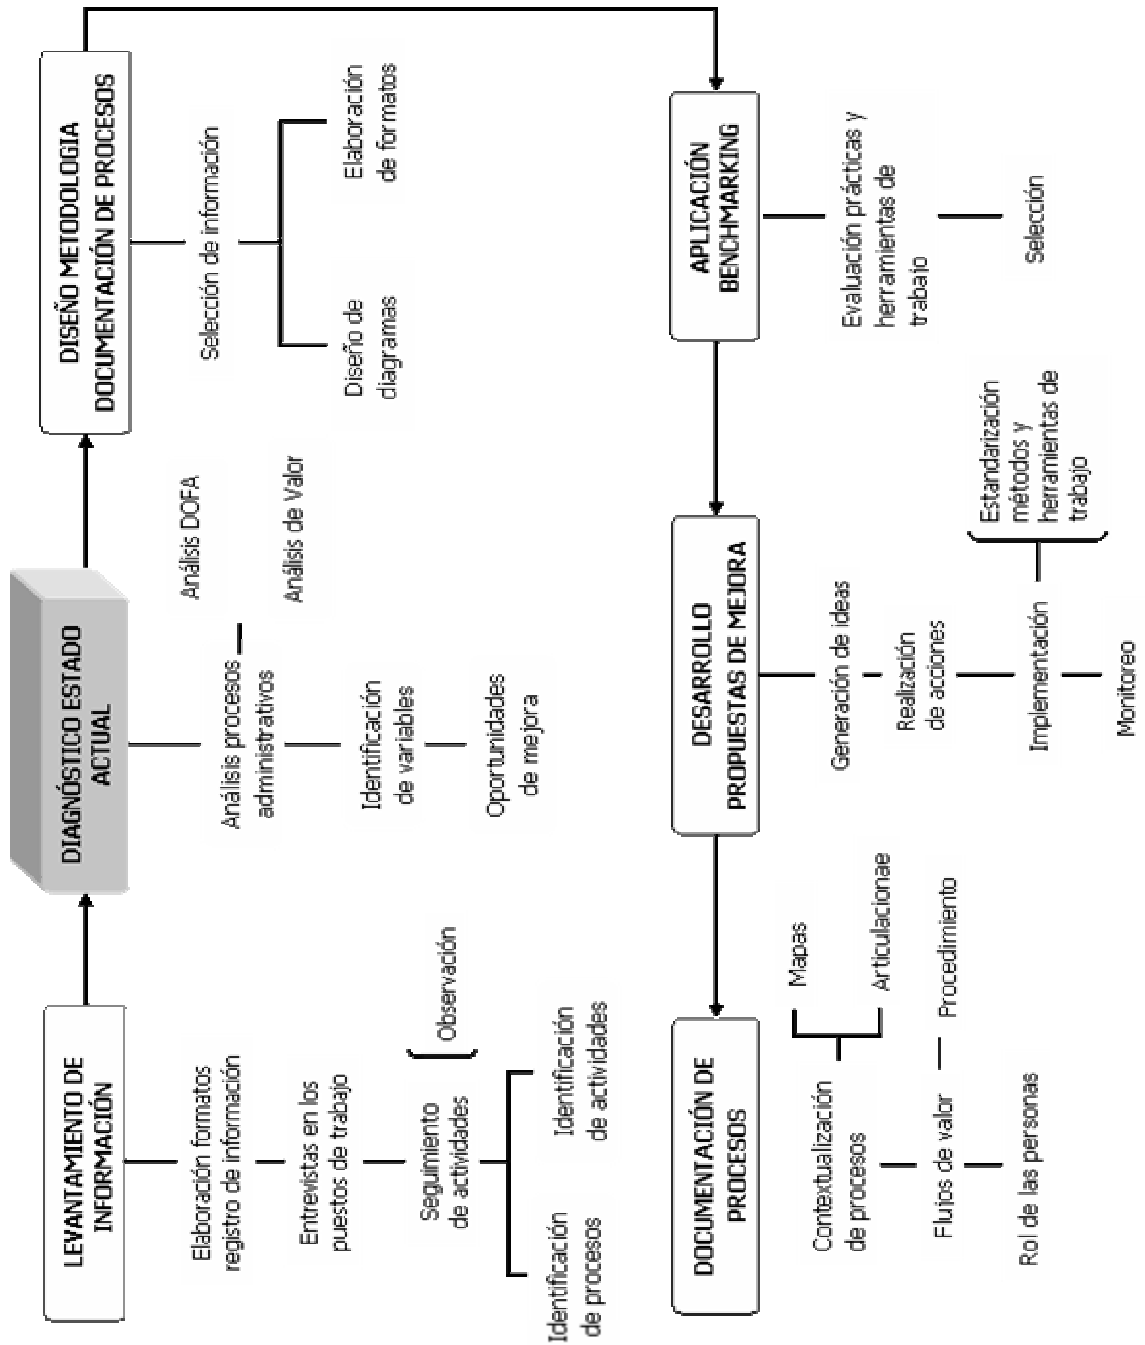 LEVANTAMIENTO DE
INFORMACIÓN
Elaboración formatos
registro de información
Entrevistas en los
puestos de trabajo
Seguimiento
de actividades
Observación
Identificación
de procesos
Identificación
de actividades
DIAGNÓSTICO ESTADO
ACTUAL
Análisis procesos
administrativos
Análisis DOFA
Análisis de Valor
Identificación
de variables
Oportunidades
de mejora
DISEÑO METODOLOGIA
DOCUMENTACIÓN DE PROCESOS
Selección de información
Diseño de
diagramas
Elaboración
de formatos
APLICACIÓN
BENCHMARKING
Evaluación prácticas y
herramientas de
trabajo
Selección
DESARROLLO
PROPUESTAS DE MEJORA
Generación de ideas
Realización
de acciones
Implementación
Estandarización
métodos y
herramientas de
trabajo
Monitoreo
DOCUMENTACIÓN DE
PROCESOS
Contextualización
de procesos
Mapas
Articulacionae
Flujos de valor
Procedimiento
Rol de las personas